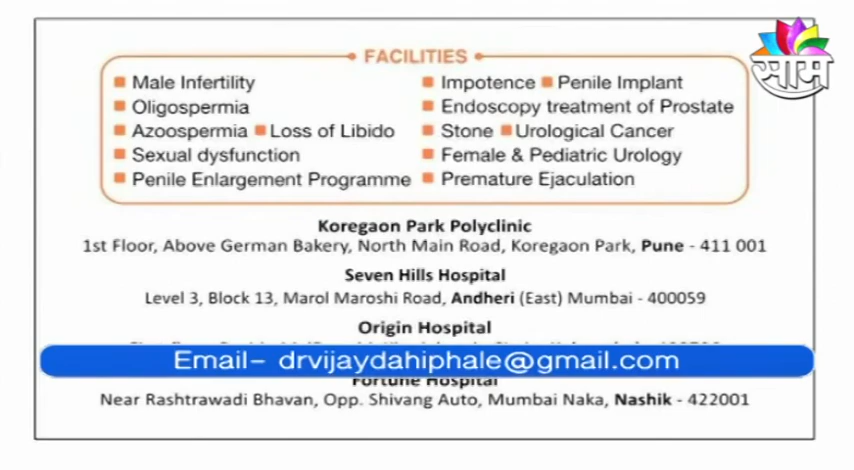 साम
FACILITIES
Male Infertility
Oligospermia
Azoospermia Loss of Libido
Sexual dysfunction
Penile Enlargement Programme
Impotence Penile Implant
Endoscopy treatment of Prostate
Stone Urological Cancer
Female & Pediatric Urology
Premature Ejaculation
Koregaon Park Polyclinic
1st Floor, Above German Bakery, North Main Road, Koregaon Park, Pune - 411 001
Seven Hills Hospital
Level 3, Block 13, Marol Maroshi Road, Andheri (East) Mumbai - 400059
Origin Hospital
Email- drvijaydahiphale@gmail.com
Fortune Hospital
Near Rashtrawadi Bhavan, Opp. Shivang Auto, Mumbai Naka, Nashik - 422001